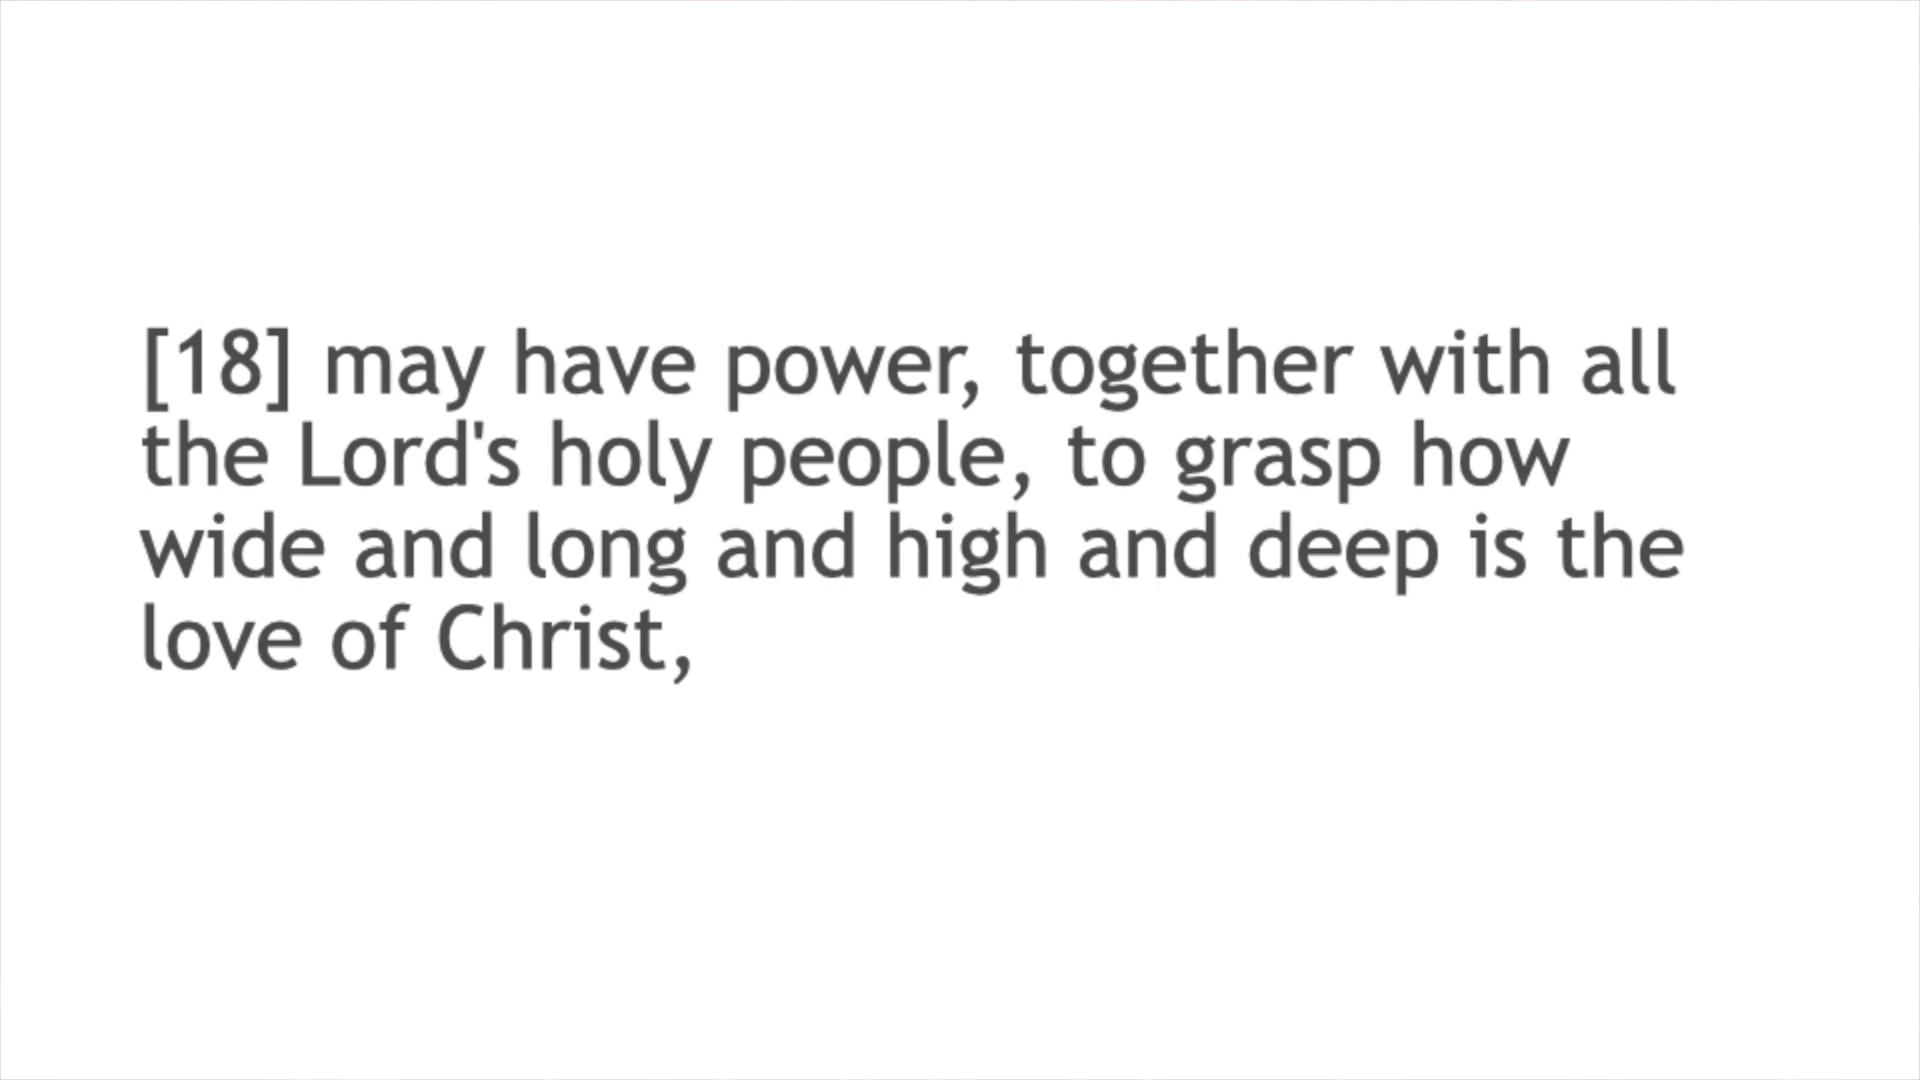 [18] may have power, together with all
the Lord's holy people, to grasp how
wide and long and high and deep is the
love of Christ,